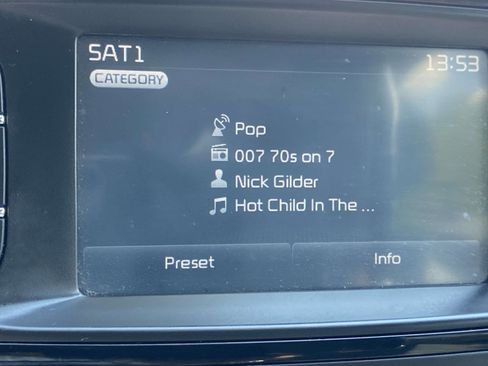 SAT1 13:53
CATEGORY
Pop
007 70s on 7
Nick Gilder
Hot Child In The ...
Preset Info